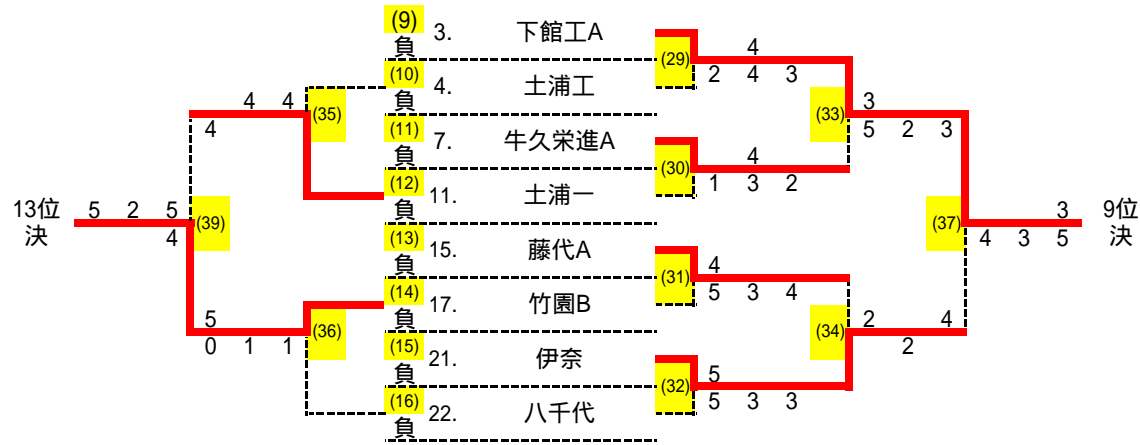 (9)
負
3.
下館工A
(10)
負
4.
土浦工
(11)
負
7.
牛久栄進A
(12)
負
11.
土浦一
(13)
負
15.
藤代A
(14)
負
17.
竹園B
(15)
負
21.
伊奈
(16)
負
22.
八千代
(29)
4
2 4 3
(30)
4
1 3 2
(31)
4
5 3 4
(32)
5
5 3 3
(33)
3
5 2 3
(34)
2 4
2
(37)
3
4 3 5
9位
決
(35)
4 4
4
(36)
5
0 1 1
(39)
5 2 5
4
13位
決